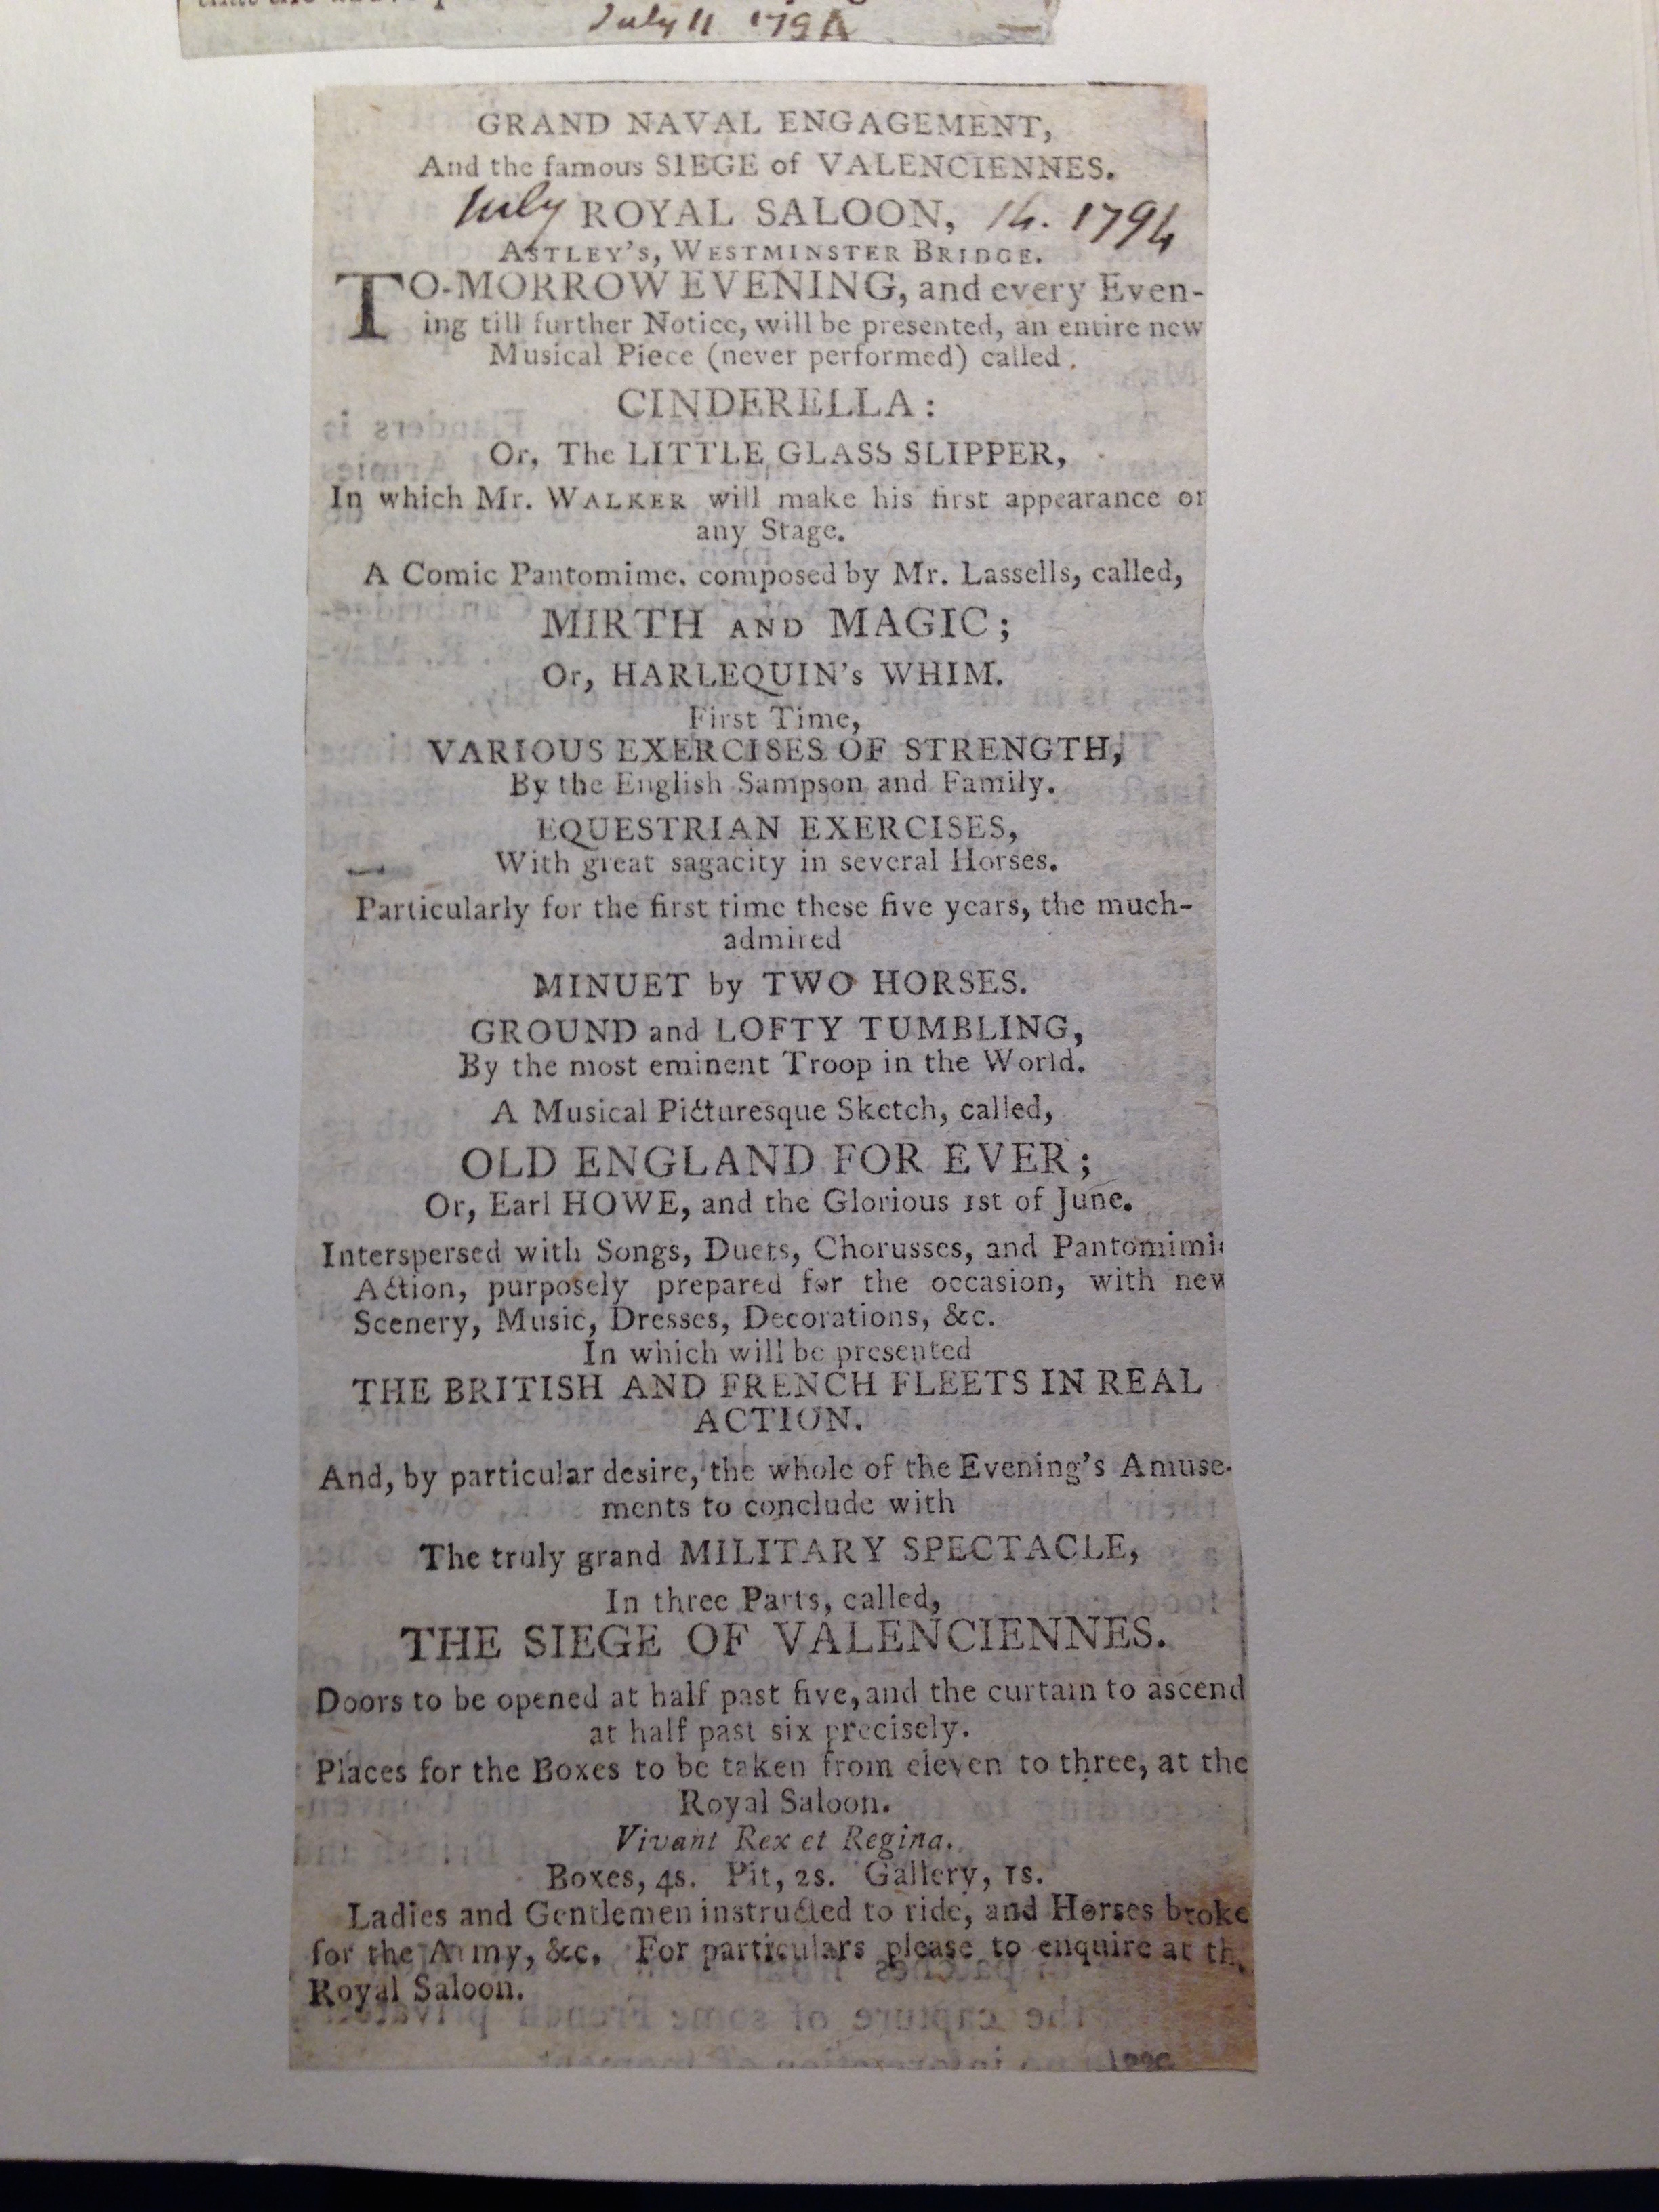 July 11 1794
GRAND NAVAL ENGAGEMENT,
And the famous SIEGE of VALENCIENNES.
July ROYAL SALOON, 14. 1794
ASTLEY'S, WESTMINSTER BRIDGE.
TO-MORROW EVENING, and every Even-
ing till further Notice, will be presented, an entire new
Musical Piece (never performed) called.
CINDERELLA:
Or, The LITTLE GLASS SLIPPER,
In which Mr. WALKER will make his first appearance or
any Stage.
A Comic Pantomime. composed by Mr. Lassells, called,
MIRTH AND MAGIC;
Or, HARLEQUIN's WHIM.
First Time,
VARIOUS EXERCISES OF STRENGTH,
By the English Sampson and Family.
EQUESTRIAN EXERCISES,
With great sagacity in several Horses.
Particularly for the first time these five years, the much-
admired
MINUET by TWO HORSES.
GROUND and LOFTY TUMBLING,
By the most eminent Troop in the World.
A Musical Picturesque Sketch, called,
OLD ENGLAND FOR EVER;
Or, Earl HOWE, and the Glorious 1st of June.
Interspersed with Songs, Duets, Chorusses, and Pantomimi
Action, purposely prepared for the occasion, with new
Scenery, Music, Dresses, Decorations, &c.
In which will be presented
THE BRITISH AND FRENCH FLEETS IN REAL
ACTION.
And, by particular desire, the whole of the Evening's Amuse-
ments to conclude with
The truly grand MILITARY SPECTACLE,
In three Parts, called,
THE SIEGE OF VALENCIENNES.
Doors to be opened at half past five, and the curtain to ascend
at half past six precisely.
Places for the Boxes to be taken from eleven to three, at the
Royal Saloon.
Vivant Rex et Regina.
Boxes, 4s. Pit, 2s. Gallery, 1s.
Ladies and Gentlemen instructed to ride, and Horses broke
for the Army, &c. For particulars please to enquire at th
Royal Saloon.